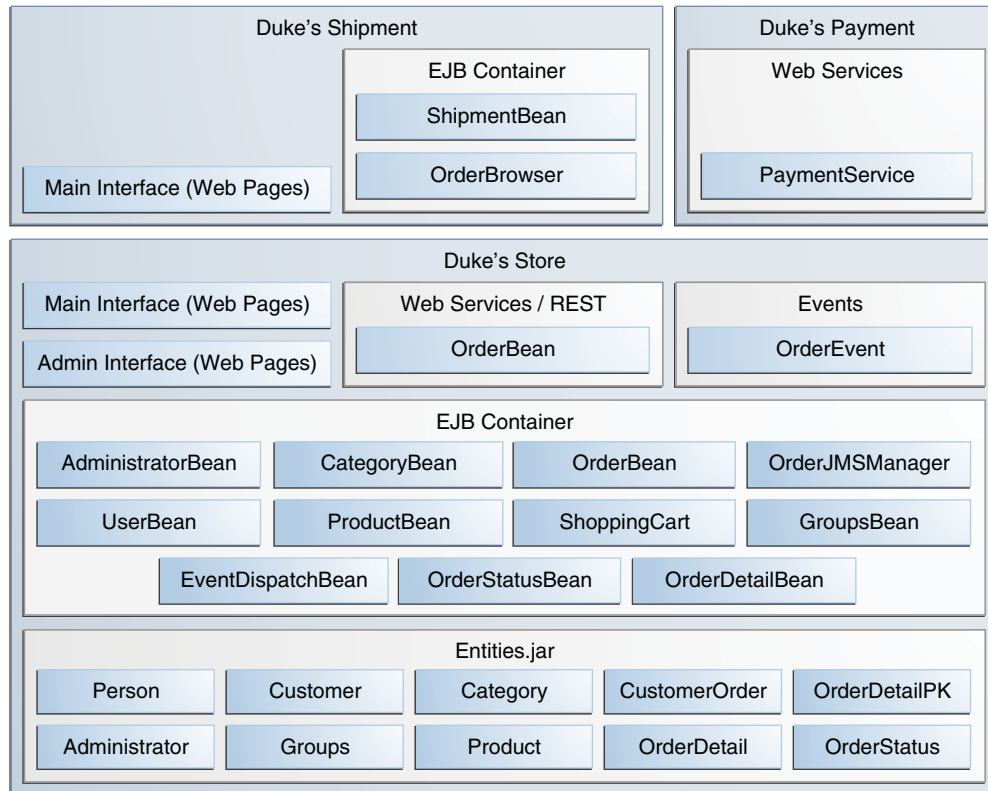 Duke’s Shipment
EJB Container
ShipmentBean
OrderBrowser
Main Interface (Web Pages)
Duke’s Payment
Web Services
PaymentService
Duke’s Store
Main Interface (Web Pages)
Admin Interface (Web Pages)
Web Services / REST
OrderBean
Events
OrderEvent
EJB Container
AdministratorBean
CategoryBean
OrderBean
OrderJMSManager
UserBean
ProductBean
ShoppingCart
GroupsBean
EventDispatchBean
OrderStatusBean
OrderDetailBean
Entities.jar
Person
Customer
Category
CustomerOrder
OrderDetailPK
Administrator
Groups
Product
OrderDetail
OrderStatus